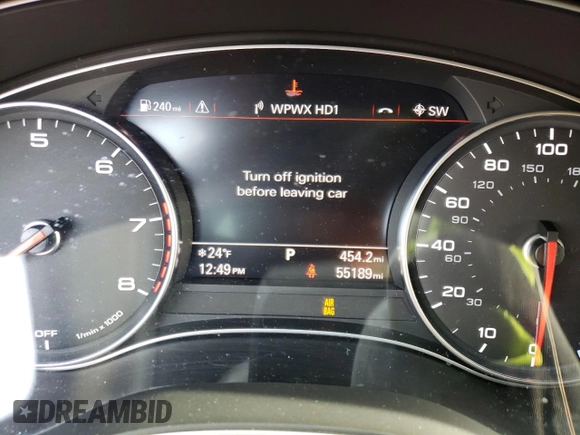 240 mi
WPWX HD1
SW
Turn off ignition
before leaving car
*24°F
P
454.2 mi
12:49 PM
55189 mi
AIR
BAG
5
6
7
8
OFF
1/min x 1000
0
10
20
40
60
80
100
30
60
90
120
150
18
DREAMBID